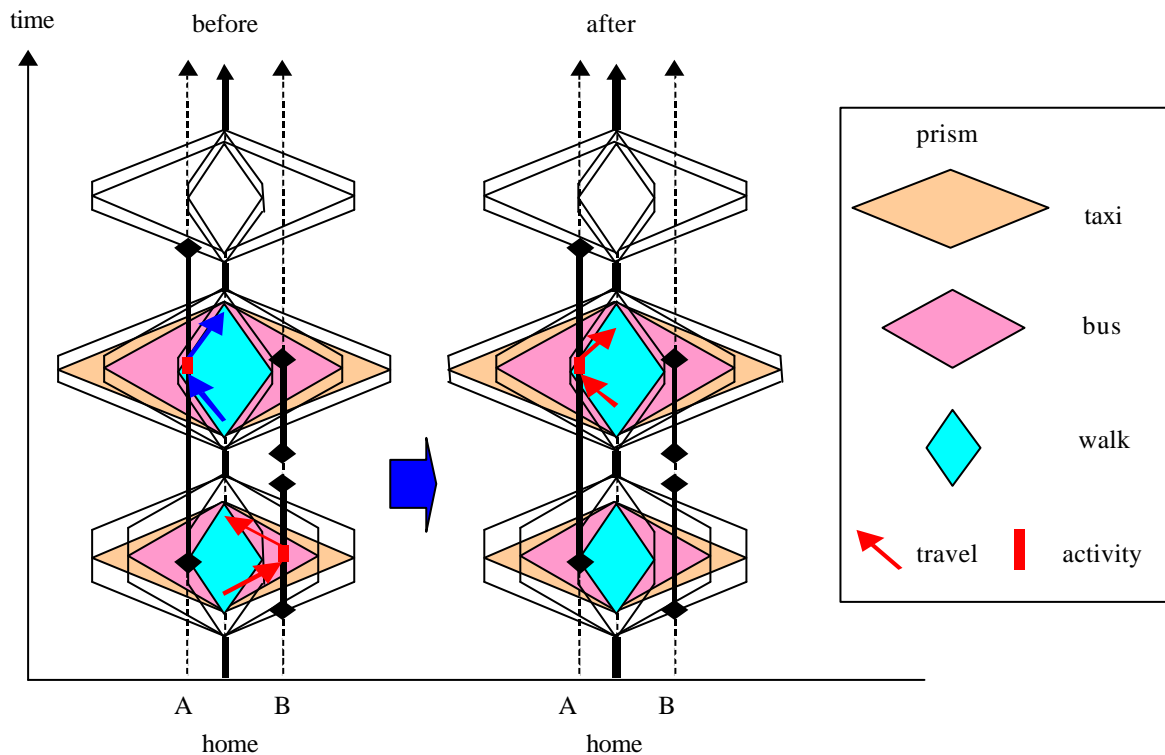 time
before
after
prism
taxi
bus
walk
travel
activity
A
B
A
B
home
home